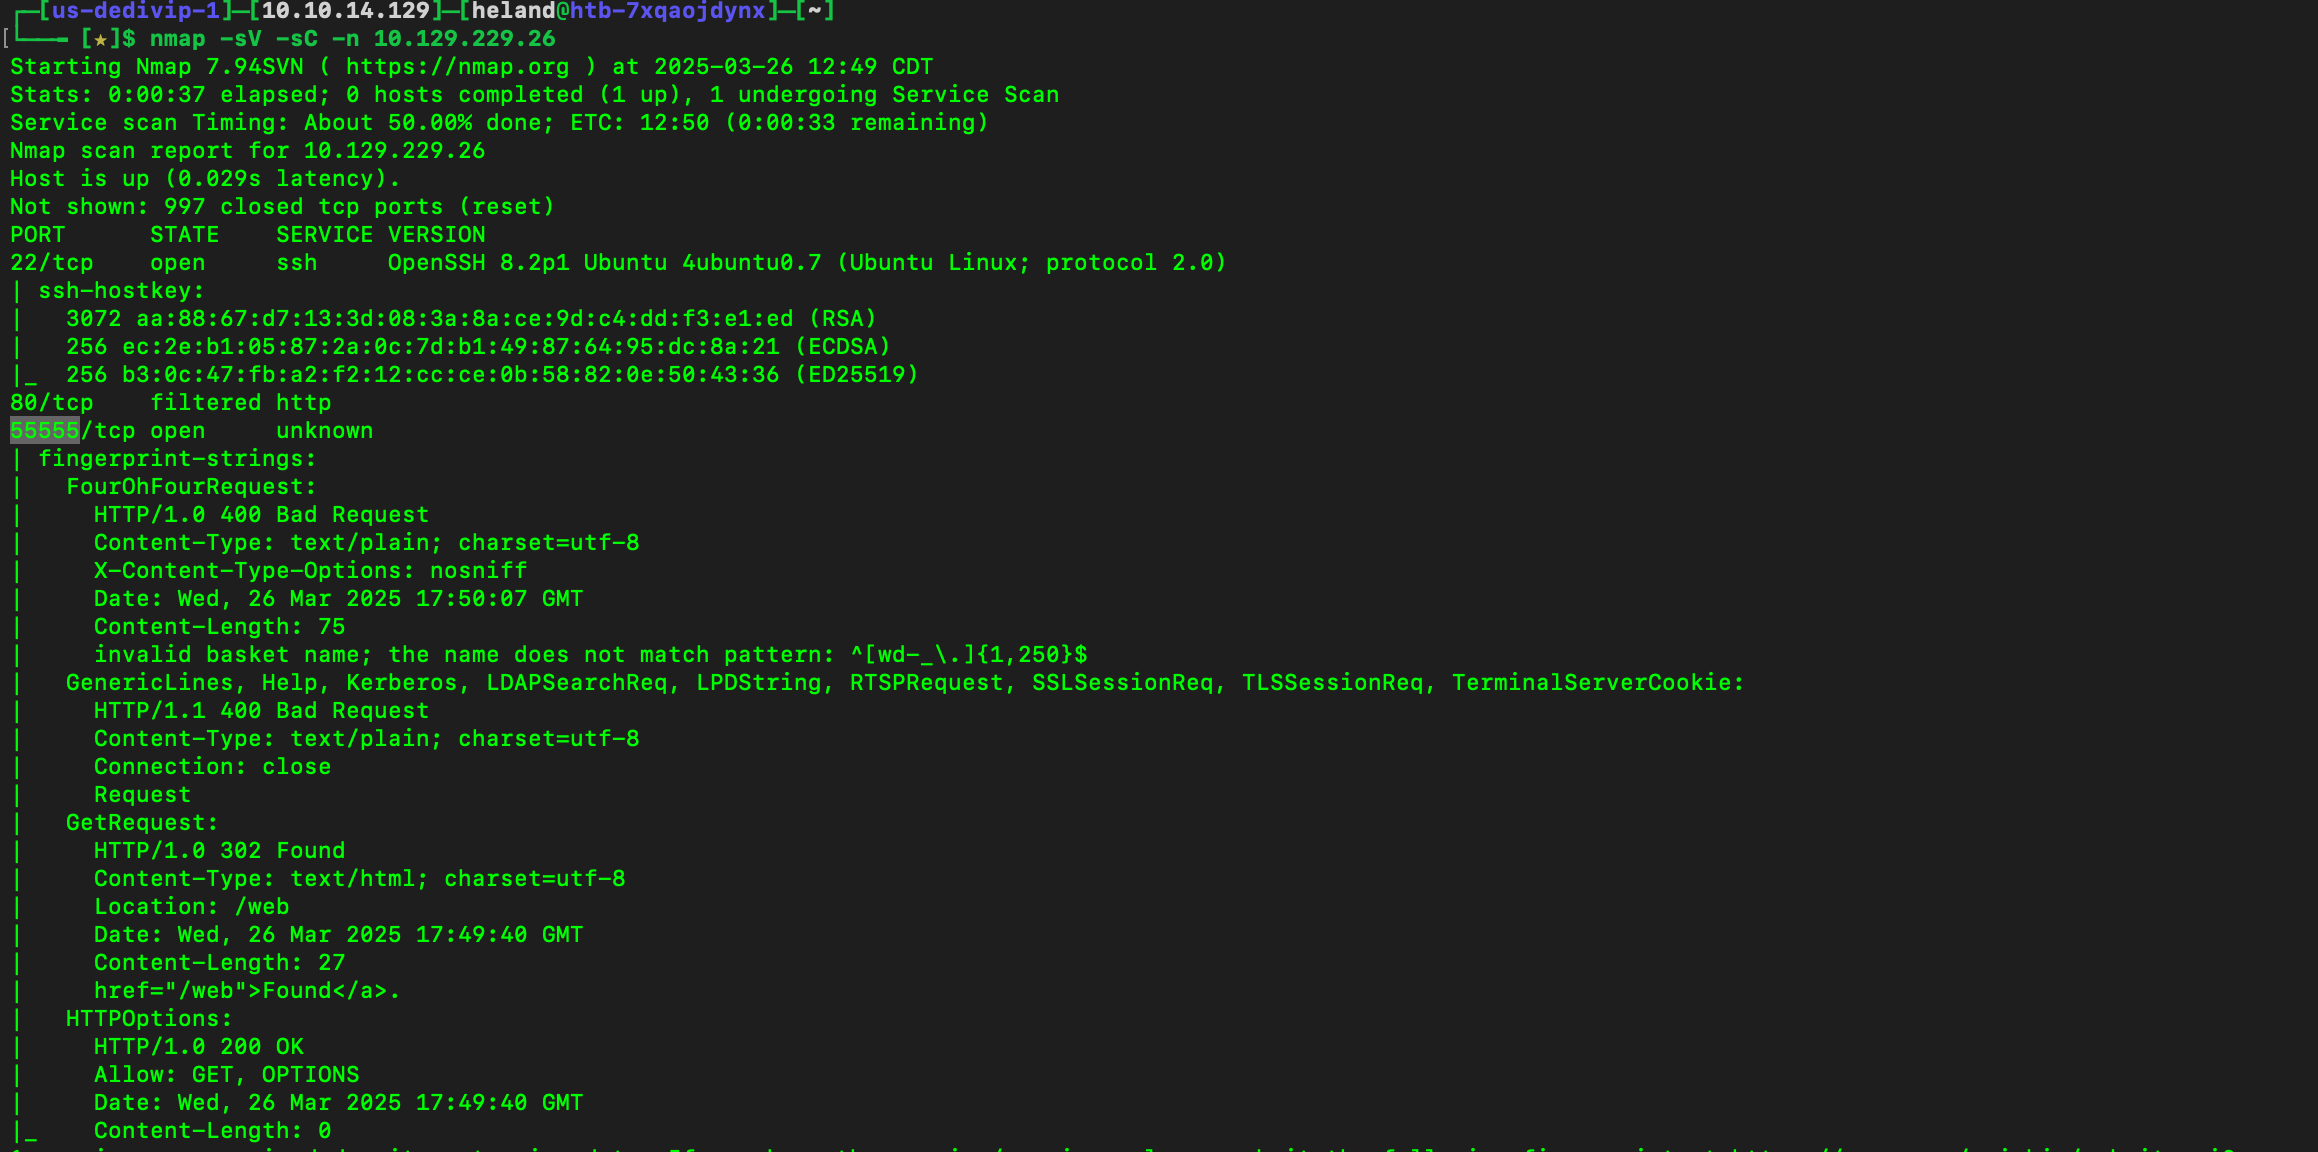 ┌─[us-dedivip-1]─[10.10.14.129]─[heland@htb-7xqaojdynx]─[~]
[└──╼ [★]$ nmap -sV -sC -n 10.129.229.26
Starting Nmap 7.94SVN ( https://nmap.org ) at 2025-03-26 12:49 CDT
Stats: 0:00:37 elapsed; 0 hosts completed (1 up), 1 undergoing Service Scan
Service scan Timing: About 50.00% done; ETC: 12:50 (0:00:33 remaining)
Nmap scan report for 10.129.229.26
Host is up (0.029s latency).
Not shown: 997 closed tcp ports (reset)
PORT      STATE    SERVICE VERSION
22/tcp    open     ssh     OpenSSH 8.2p1 Ubuntu 4ubuntu0.7 (Ubuntu Linux; protocol 2.0)
| ssh-hostkey:
|   3072 aa:88:67:d7:13:3d:08:3a:8a:ce:9d:c4:dd:f3:e1:ed (RSA)
|   256 ec:2e:b1:05:87:2a:0c:7d:b1:49:87:64:95:dc:8a:21 (ECDSA)
|_  256 b3:0c:47:fb:a2:f2:12:cc:ce:0b:58:82:0e:50:43:36 (ED25519)
80/tcp    filtered http
55555/tcp open     unknown
| fingerprint-strings:
|   FourOhFourRequest:
|     HTTP/1.0 400 Bad Request
|     Content-Type: text/plain; charset=utf-8
|     X-Content-Type-Options: nosniff
|     Date: Wed, 26 Mar 2025 17:50:07 GMT
|     Content-Length: 75
|     invalid basket name; the name does not match pattern: ^[wd-_\.]{1,250}$
|   GenericLines, Help, Kerberos, LDAPSearchReq, LPDString, RTSPRequest, SSLSessionReq, TLSSessionReq, TerminalServerCookie:
|     HTTP/1.1 400 Bad Request
|     Content-Type: text/plain; charset=utf-8
|     Connection: close
|     Request
|   GetRequest:
|     HTTP/1.0 302 Found
|     Content-Type: text/html; charset=utf-8
|     Location: /web
|     Date: Wed, 26 Mar 2025 17:49:40 GMT
|     Content-Length: 27
|     href="/web">Found</a>.
|   HTTPOptions:
|     HTTP/1.0 200 OK
|     Allow: GET, OPTIONS
|     Date: Wed, 26 Mar 2025 17:49:40 GMT
|_    Content-Length: 0